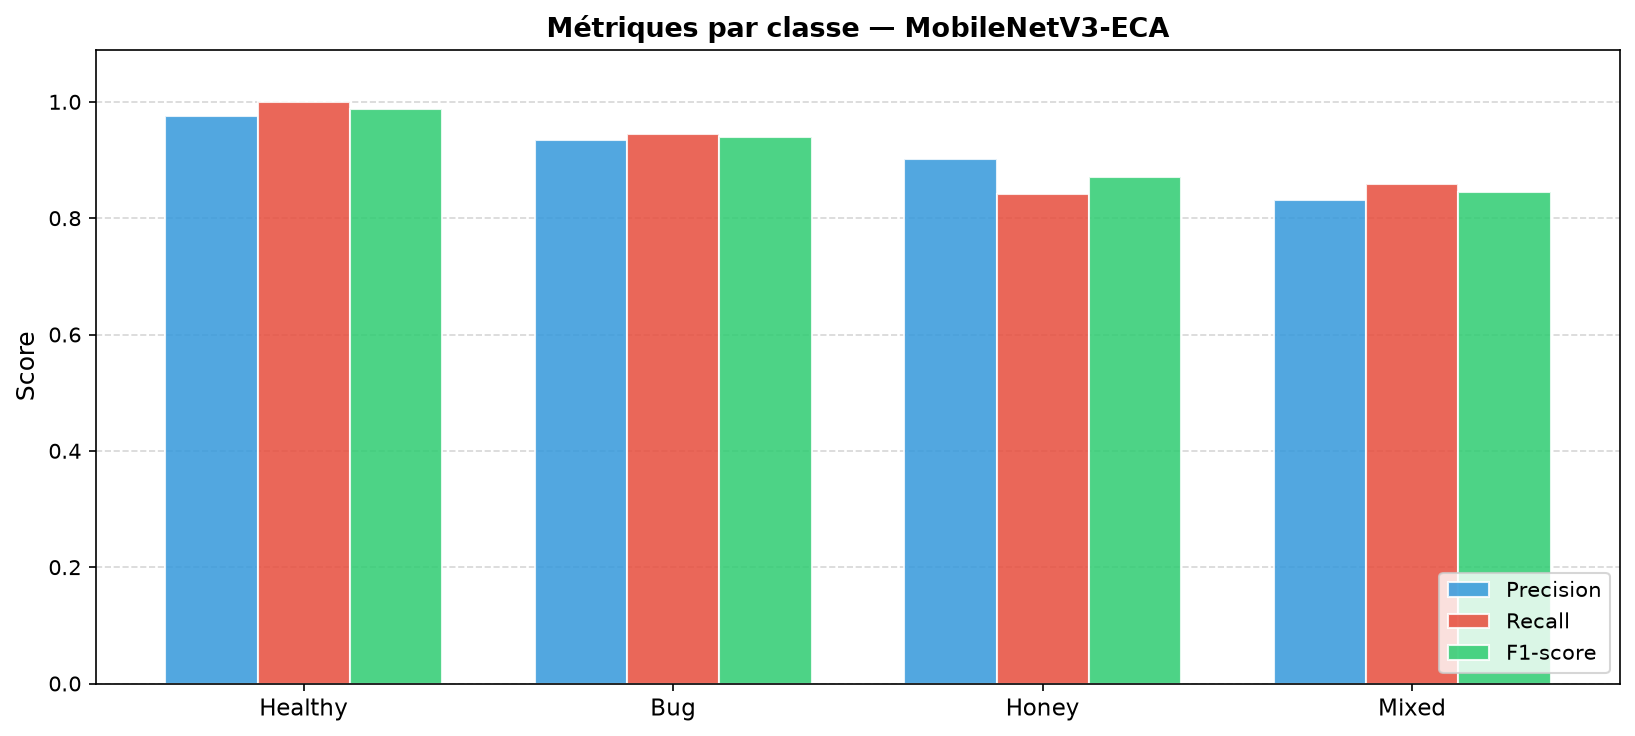 Métriques par classe — MobileNetV3-ECA
Score
1.0
0.8
0.6
0.4
0.2
0.0
Healthy
Bug
Honey
Mixed
Precision
Recall
F1-score